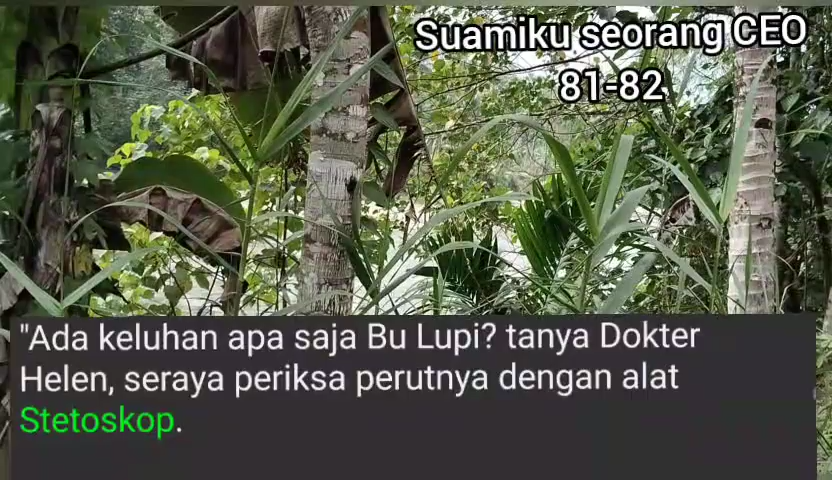 Suamiku seorang CEO
81-82
"Ada keluhan apa saja Bu Lupi? tanya Dokter
Helen, seraya periksa perutnya dengan alat
Stetoskop.